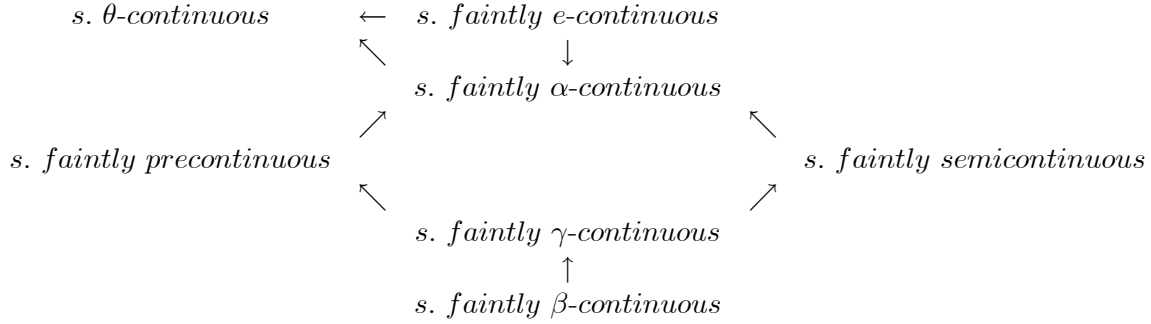 s. θ-continuous ← s. faintly e-continuous
↓
↖
s. faintly α-continuous
↗ ↖
s. faintly precontinuous s. faintly semicontinuous
↖ ↗
s. faintly γ-continuous
↑
s. faintly β-continuous